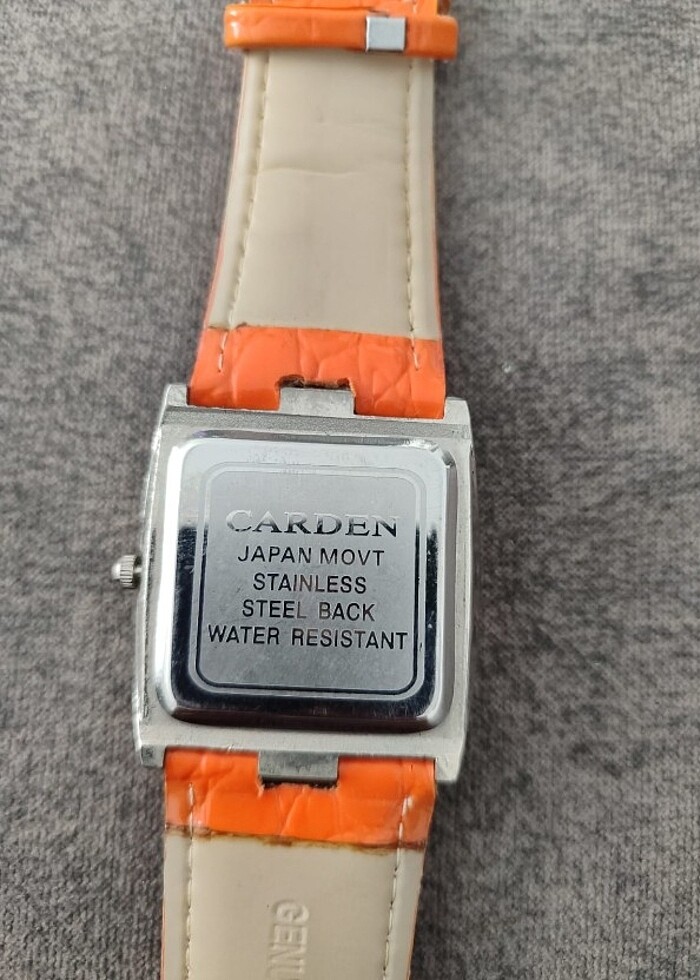 CARDEN
JAPAN MOVT
STAINLESS
STEEL BACK
WATER RESISTANT